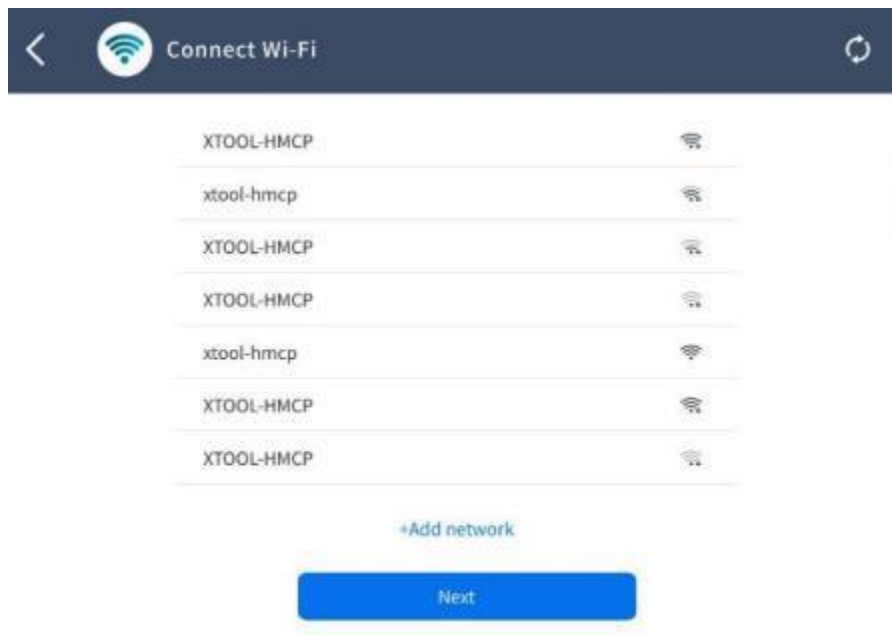 Connect Wi-Fi
XTOOL-HMCP
xtool-hmcp
XTOOL-HMCP
XTOOL-HMCP
xtool-hmcp
XTOOL-HMCP
XTOOL-HMCP
+Add network
Next